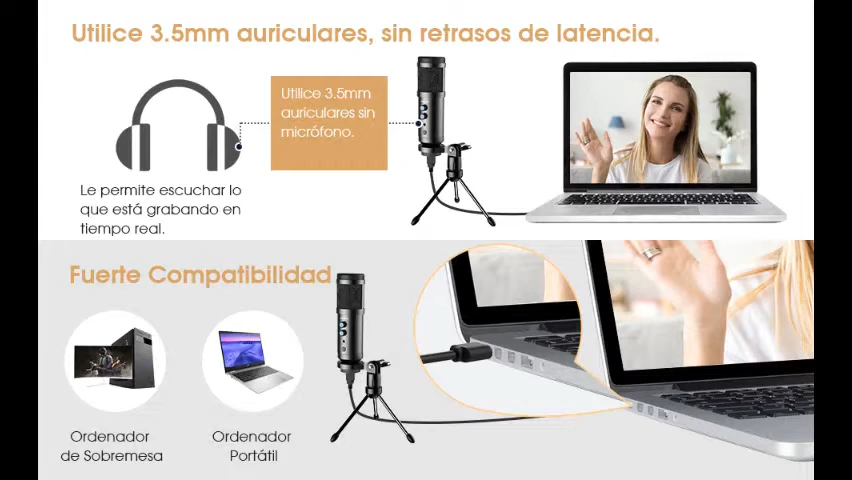 Utilice 3.5mm auriculares, sin retrasos de latencia.
Utilice 3.5mm
auriculares sin
micrófono.
Le permite escuchar lo
que está grabando en
tiempo real.
Fuerte Compatibilidad
Ordenador
de Sobremesa
Ordenador
Portátil